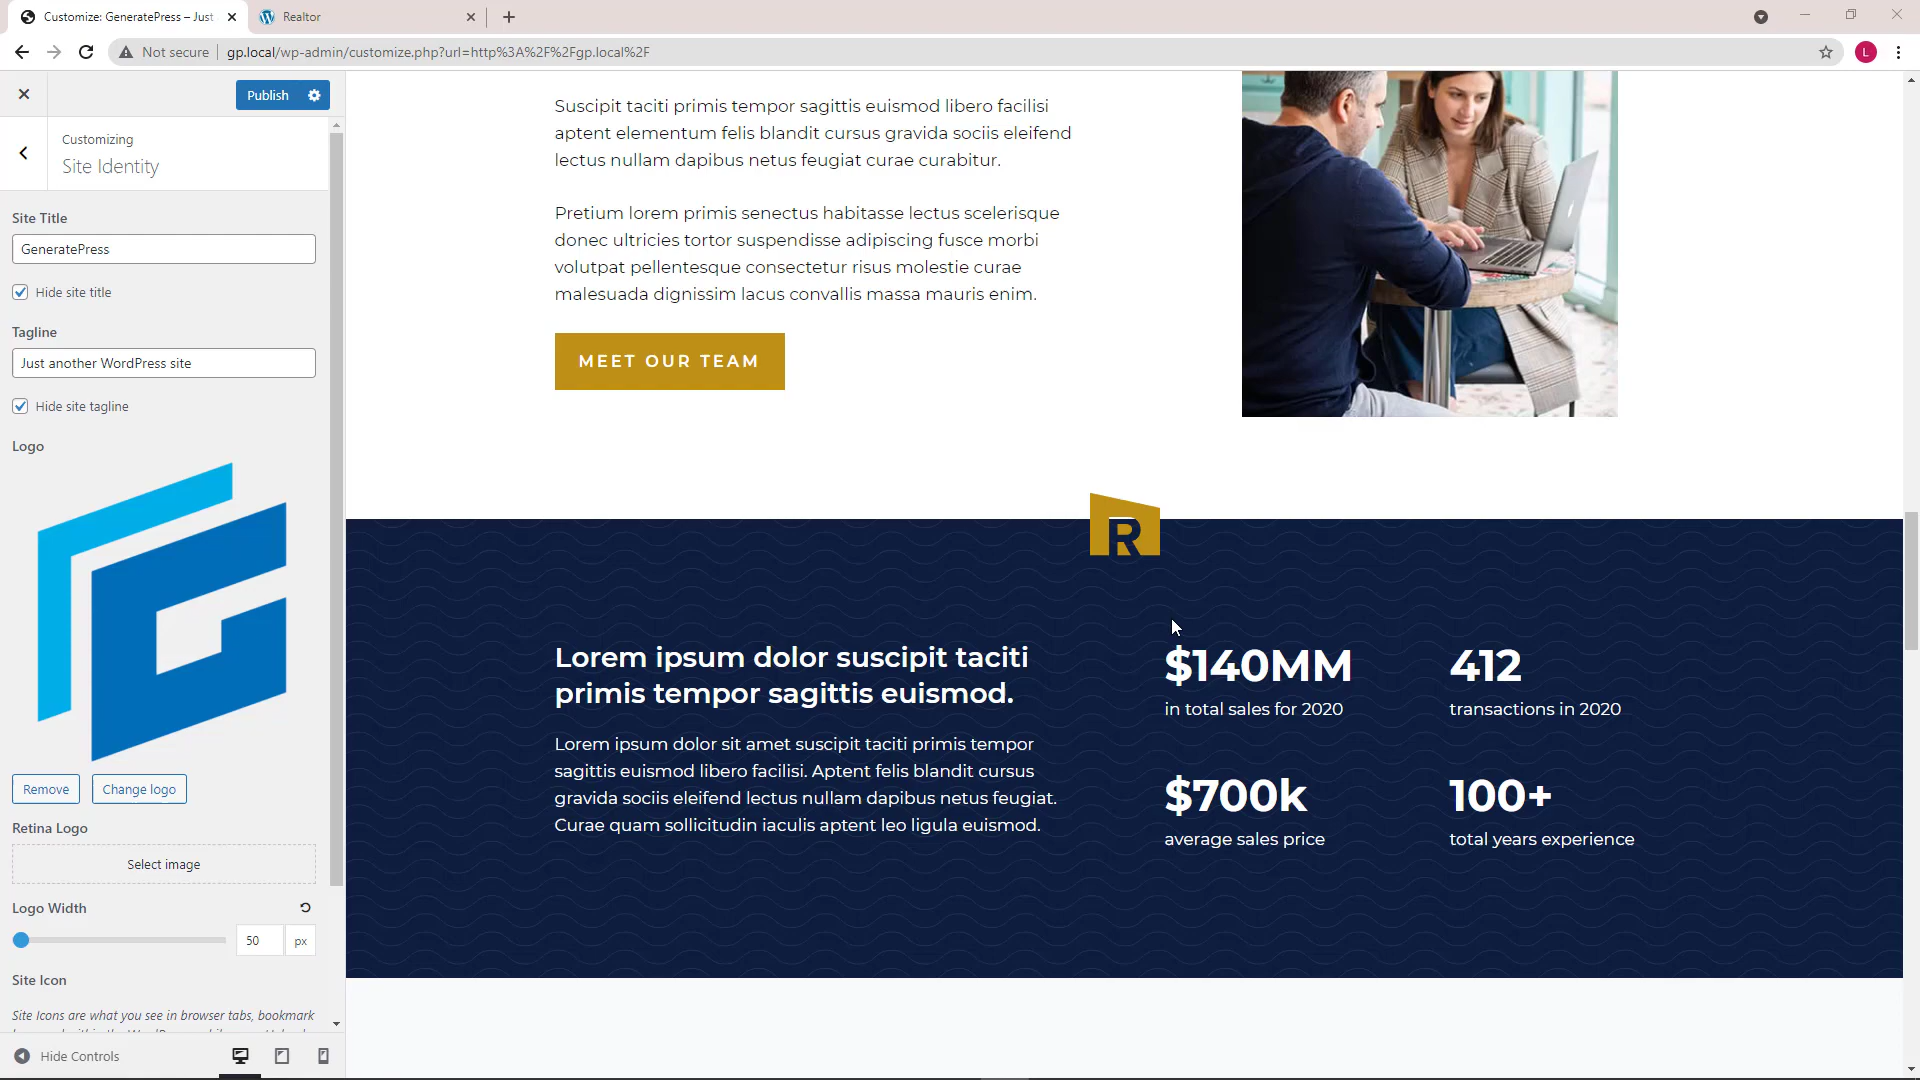 Customize: GeneratePress – Just
Realtor
Not secure
gp.local/wp-admin/customize.php?url=http%3A%2F%2Fgp.local%2F
L
Publish
Customizing
Site Identity
Site Title
GeneratePress
Hide site title
Tagline
Just another WordPress site
Hide site tagline
Logo
Remove
Change logo
Retina Logo
Select image
Logo Width
50
px
Site Icon
Site Icons are what you see in browser tabs, bookmark
Hide Controls
Suscipit taciti primis tempor sagittis euismod libero facilisi
aptent elementum felis blandit cursus gravida sociis eleifend
lectus nullam dapibus netus feugiat curae curabitur.
Pretium lorem primis senectus habitasse lectus scelerisque
donec ultricies tortor suspendisse adipiscing fusce morbi
volutpat pellentesque consectetur risus molestie curae
malesuada dignissim lacus convallis massa mauris enim.
MEET OUR TEAM
R
Lorem ipsum dolor suscipit taciti
primis tempor sagittis euismod.
Lorem ipsum dolor sit amet suscipit taciti primis tempor
sagittis euismod libero facilisi. Aptent felis blandit cursus
gravida sociis eleifend lectus nullam dapibus netus feugiat.
Curae quam sollicitudin iaculis aptent leo ligula euismod.
$140MM
in total sales for 2020
412
transactions in 2020
$700k
average sales price
100+
total years experience